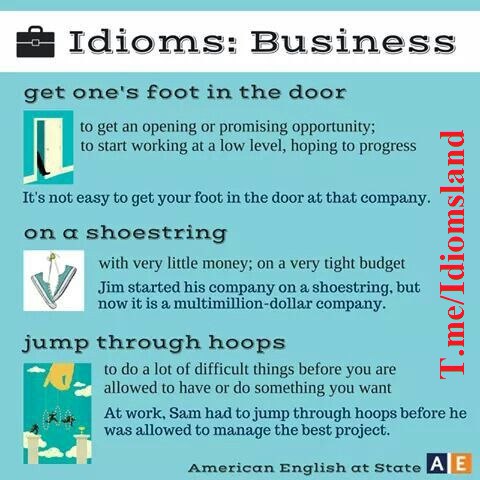 Idioms: Business
get one's foot in the door
to get an opening or promising opportunity;
to start working at a low level, hoping to progress
It's not easy to get your foot in the door at that company.
on a shoestring
with very little money; on a very tight budget
Jim started his company on a shoestring, but
now it is a multimillion-dollar company.
jump through hoops
to do a lot of difficult things before you are
allowed to have or do something you want
At work, Sam had to jump through hoops before he
was allowed to manage the best project.
American English at State AE
T.me/Idiomsland